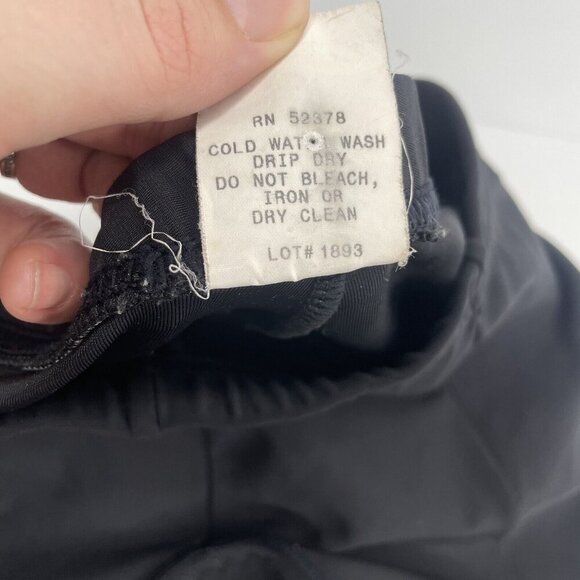 RN 52378
COLD WATER WASH
DRIP DRY
DO NOT BLEACH,
IRON OR
DRY CLEAN
LOT# 1893